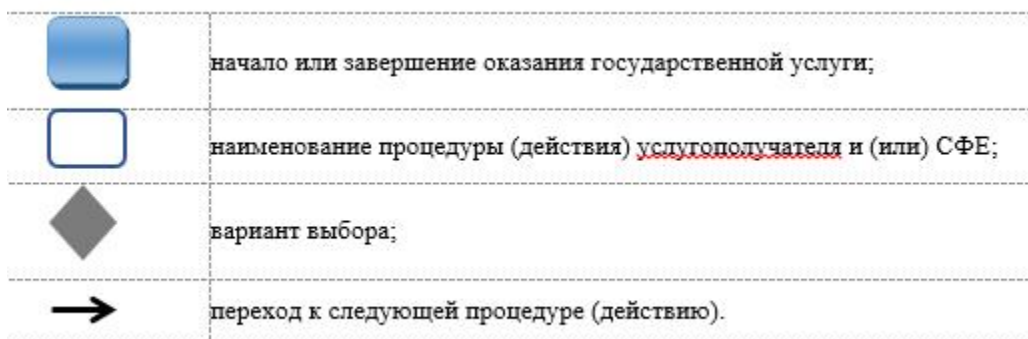 начало или завершение оказания государственной услуги;
наименование процедуры (действия) услугополучателя и (или) СФЕ;
вариант выбора;
переход к следующей процедуре (действию).